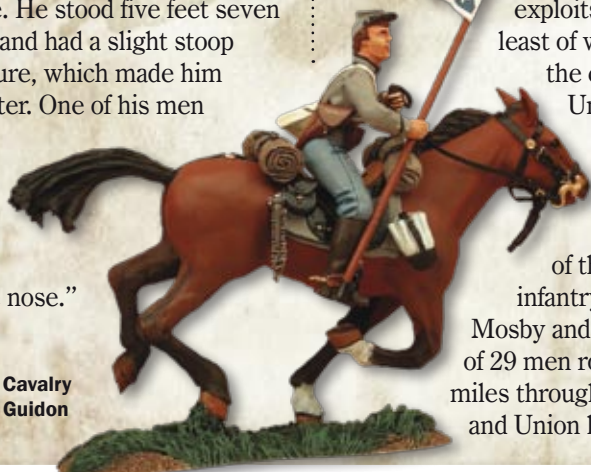 e. He stood five feet seven
and had a slight stoop
ure, which made him
ter. One of his men
nose.”
Cavalry
Guidon
exploits
least of w
the c
Un
of th
infantry
Mosby and
of 29 men ro
miles through
and Union l